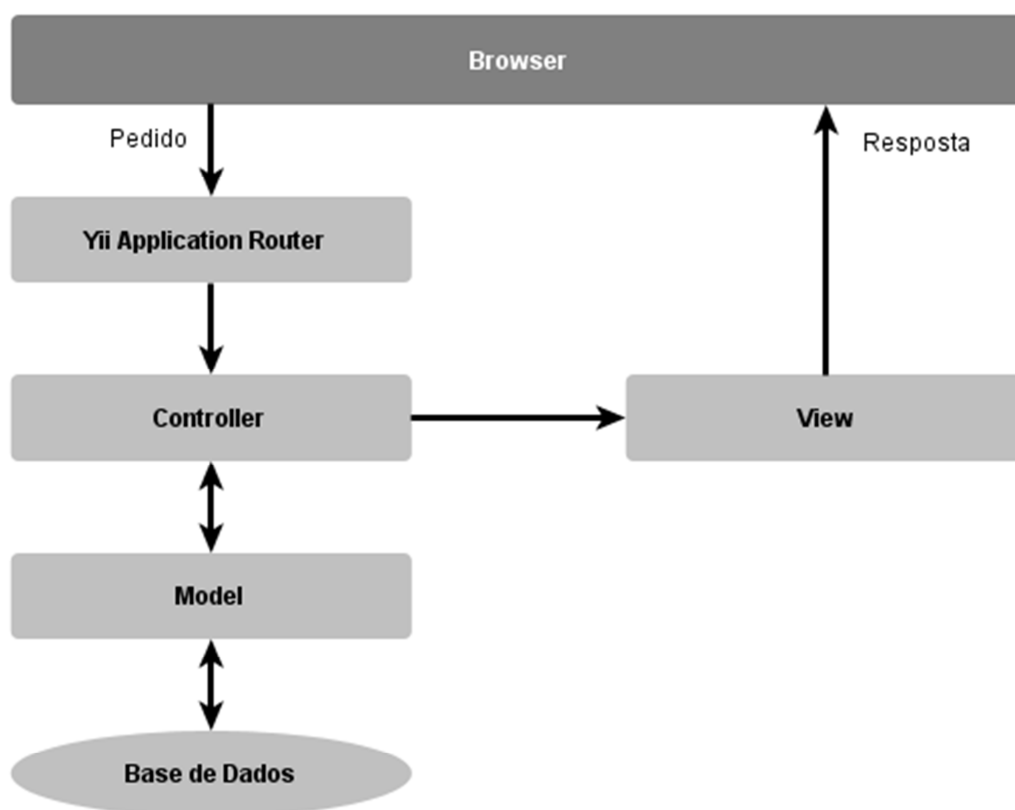 Browser
Pedido
Resposta
Yii Application Router
Controller
View
Model
Base de Dados